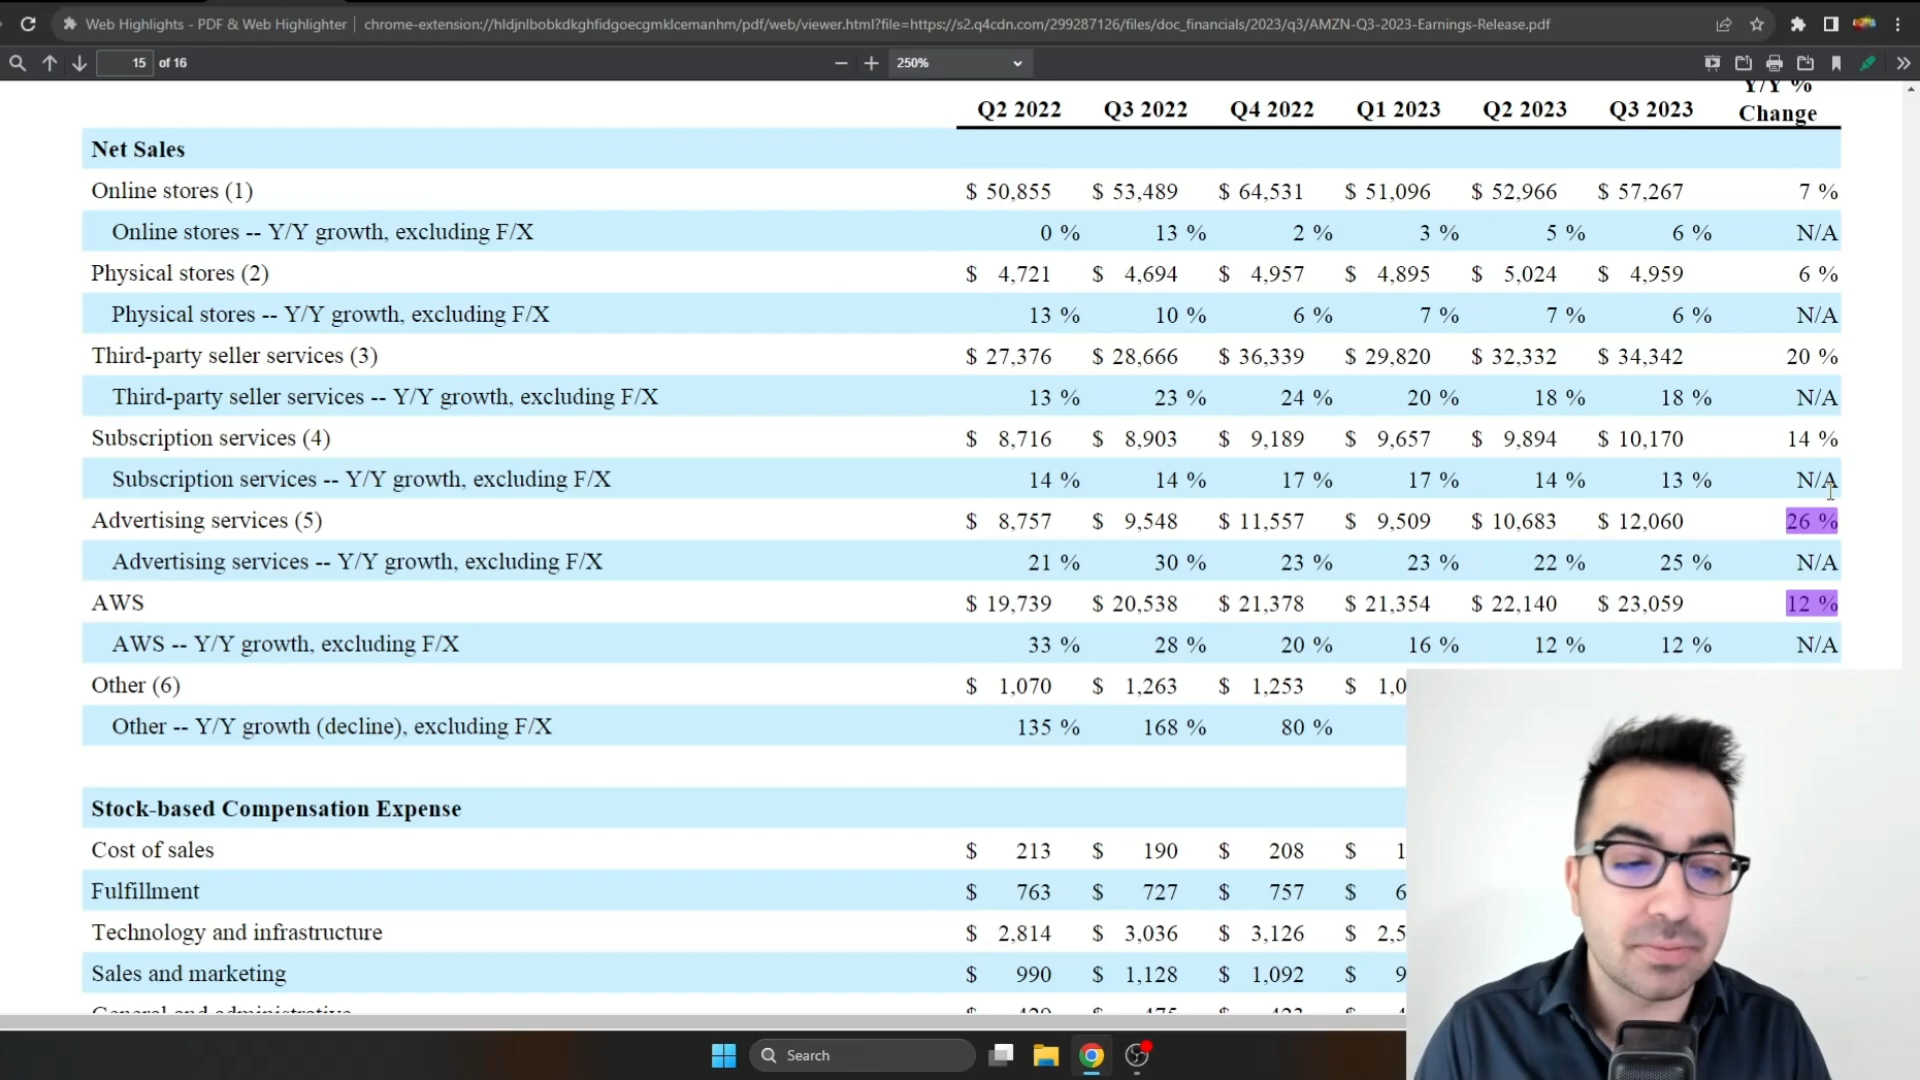 Web Highlights - PDF & Web Highlighter | chrome-extension://hldjnlbobkdkghfidgoecgmklcemanhm/pdf/web/viewer.html?file=https://s2.q4cdn.com/299287126/files/doc_financials/2023/q3/AMZN-Q3-2023-Earnings-Release.pdf
15 of 16 250%
Y/Y %
Q2 2022 Q3 2022 Q4 2022 Q1 2023 Q2 2023 Q3 2023 Change
Net Sales
Online stores (1) $ 50,855 $ 53,489 $ 64,531 $ 51,096 $ 52,966 $ 57,267 7 %
Online stores -- Y/Y growth, excluding F/X 0 % 13 % 2 % 3 % 5 % 6 % N/A
Physical stores (2) $ 4,721 $ 4,694 $ 4,957 $ 4,895 $ 5,024 $ 4,959 6 %
Physical stores -- Y/Y growth, excluding F/X 13 % 10 % 6 % 7 % 7 % 6 % N/A
Third-party seller services (3) $ 27,376 $ 28,666 $ 36,339 $ 29,820 $ 32,332 $ 34,342 20 %
Third-party seller services -- Y/Y growth, excluding F/X 13 % 23 % 24 % 20 % 18 % 18 % N/A
Subscription services (4) $ 8,716 $ 8,903 $ 9,189 $ 9,657 $ 9,894 $ 10,170 14 %
Subscription services -- Y/Y growth, excluding F/X 14 % 14 % 17 % 17 % 14 % 13 % N/A
Advertising services (5) $ 8,757 $ 9,548 $ 11,557 $ 9,509 $ 10,683 $ 12,060 26 %
Advertising services -- Y/Y growth, excluding F/X 21 % 30 % 23 % 23 % 22 % 25 % N/A
AWS $ 19,739 $ 20,538 $ 21,378 $ 21,354 $ 22,140 $ 23,059 12 %
AWS -- Y/Y growth, excluding F/X 33 % 28 % 20 % 16 % 12 % 12 % N/A
Other (6) $ 1,070 $ 1,263 $ 1,253 $ 1,0
Other -- Y/Y growth (decline), excluding F/X 135 % 168 % 80 %
Stock-based Compensation Expense
Cost of sales $ 213 $ 190 $ 208 $ 1
Fulfillment $ 763 $ 727 $ 757 $ 6
Technology and infrastructure $ 2,814 $ 3,036 $ 3,126 $ 2,5
Sales and marketing $ 990 $ 1,128 $ 1,092 $ 9
General and administrative
Search